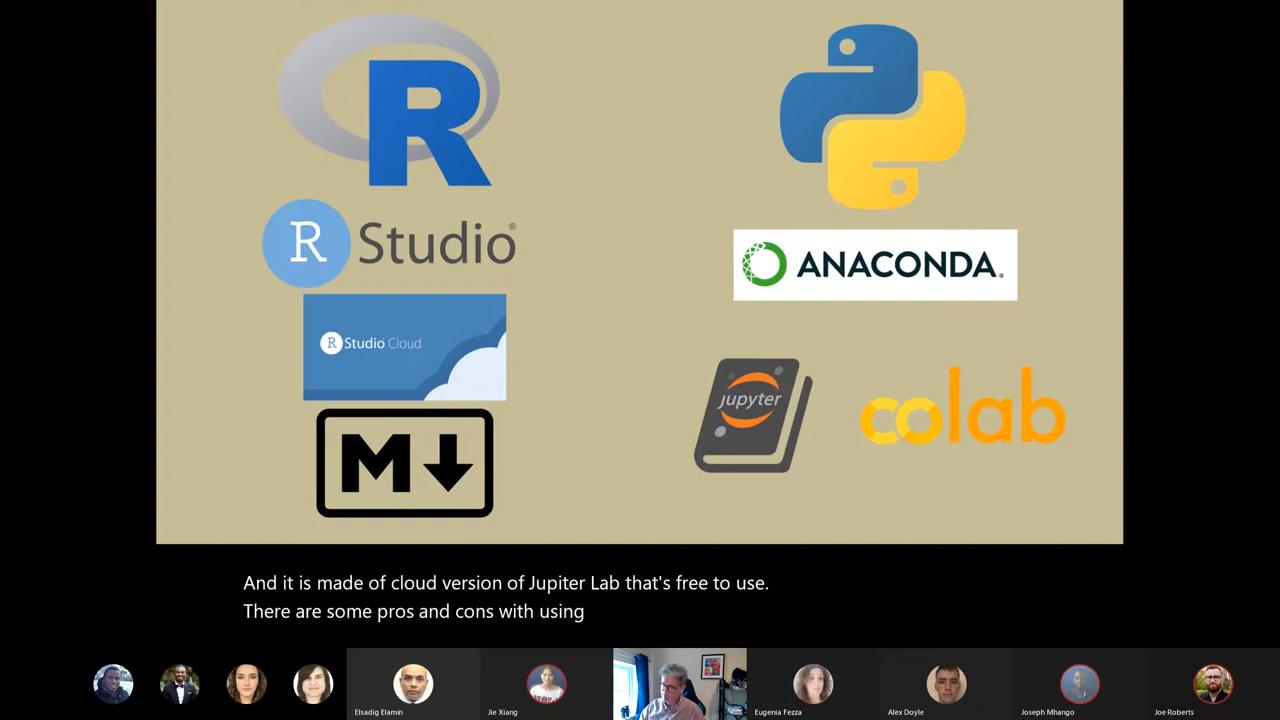 R
R Studio®
R Studio Cloud
M
ANACONDA®
jupyter
colab
And it is made of cloud version of Jupiter Lab that's free to use.
There are some pros and cons with using
Elsadig Elamin
Jie Xiang
Eugenia Fezza
Alex Doyle
Joseph Mhango
Joe Roberts